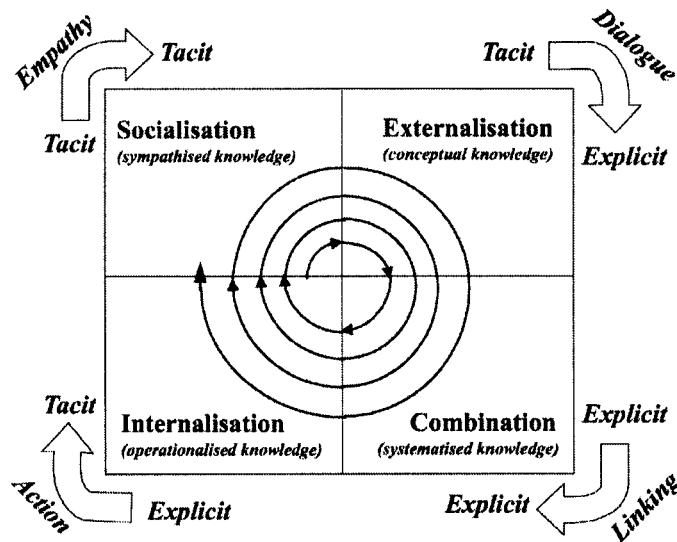 Empathy
Tacit
Tacit
Dialogue
Tacit
Explicit
Socialisation
(sympathised knowledge)
Externalisation
(conceptual knowledge)
Tacit
Internalisation
(operationalised knowledge)
Combination
(systematised knowledge)
Explicit
Action
Explicit
Explicit
Linking